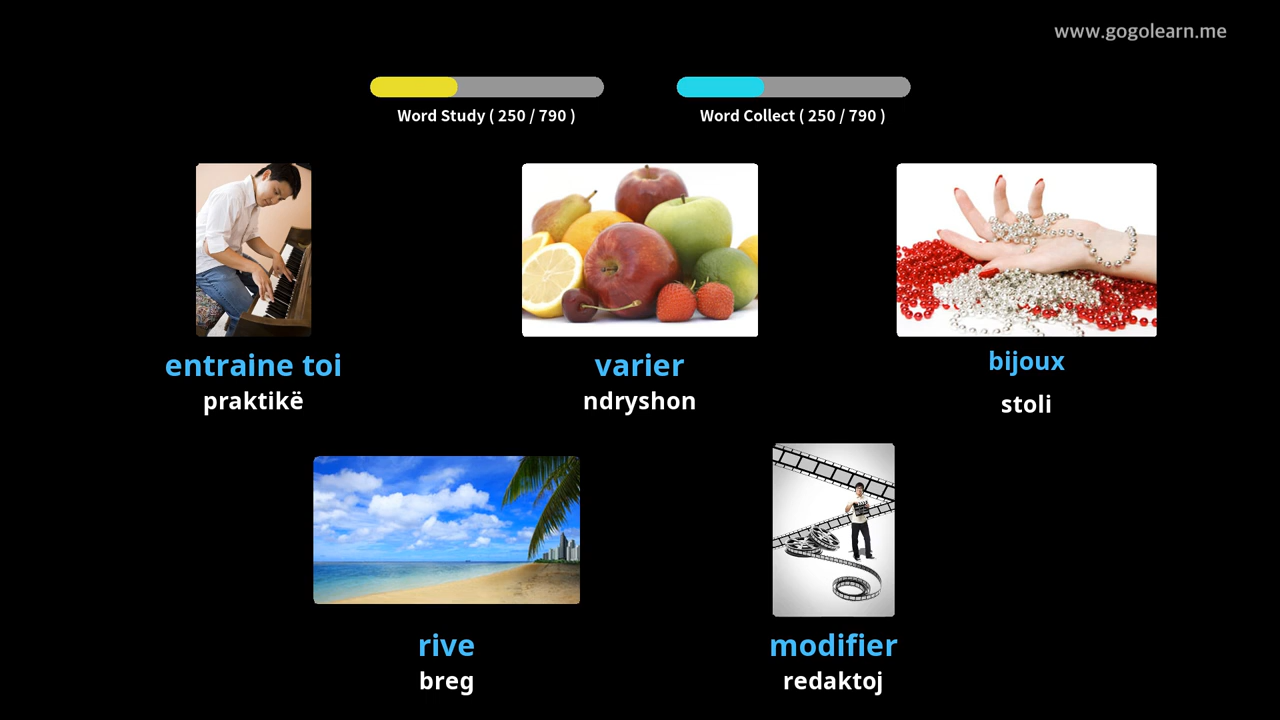 www.gogolearn.me
Word Study ( 250 / 790 )
Word Collect ( 250 / 790 )
entraine toi
praktikë
varier
ndryshon
bijoux
stoli
rive
breg
modifier
redaktoj